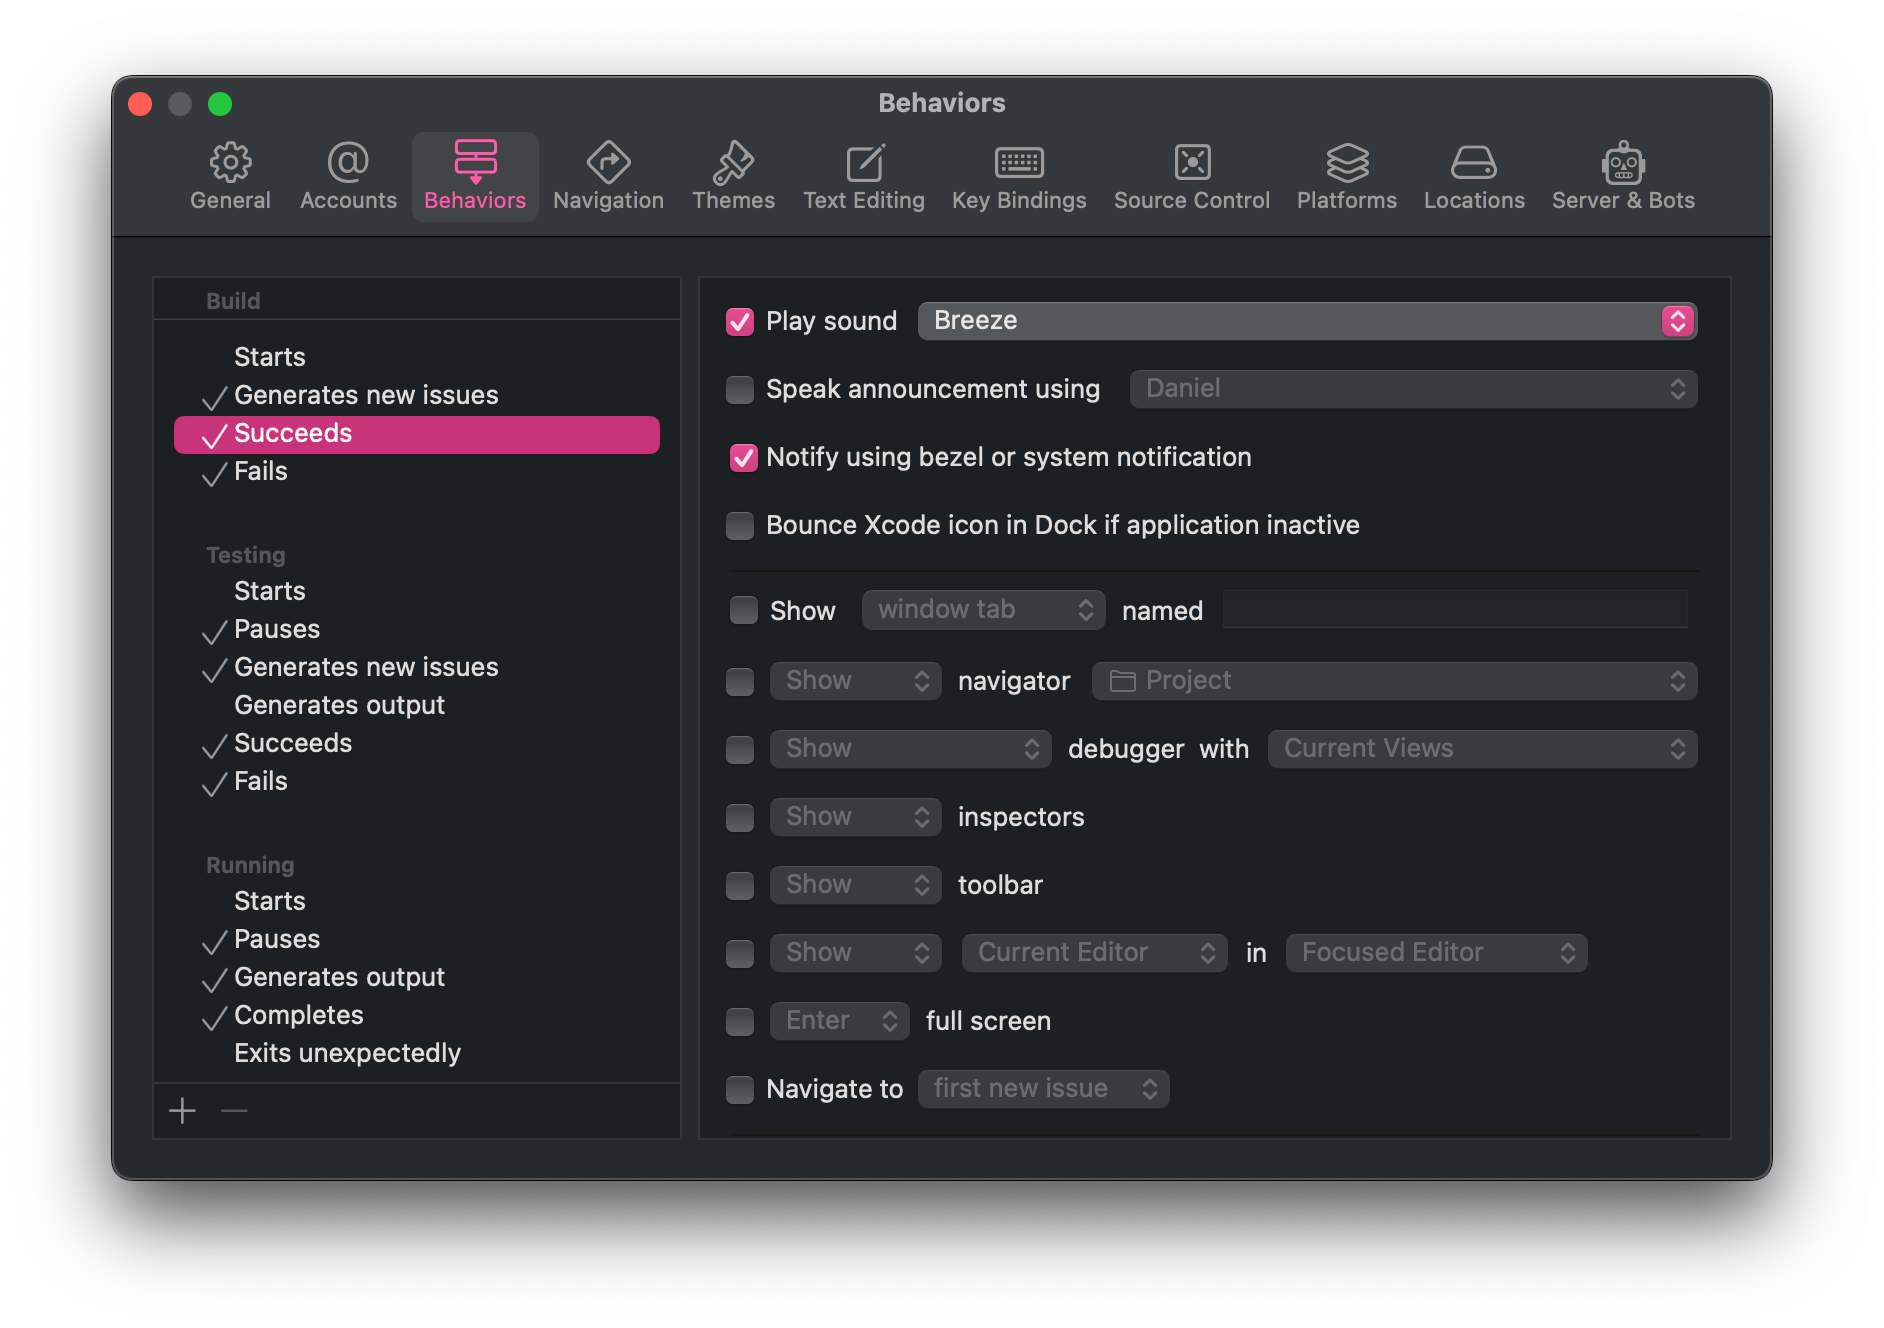 Behaviors
General
Accounts
Behaviors
Navigation
Themes
Text Editing
Key Bindings
Source Control
Platforms
Locations
Server & Bots
Build
Starts
Generates new issues
Succeeds
Fails
Testing
Starts
Pauses
Generates new issues
Generates output
Succeeds
Fails
Running
Starts
Pauses
Generates output
Completes
Exits unexpectedly
Play sound Breeze
Speak announcement using Daniel
Notify using bezel or system notification
Bounce Xcode icon in Dock if application inactive
Show window tab named
Show navigator Project
Show debugger with Current Views
Show inspectors
Show toolbar
Show Current Editor in Focused Editor
Enter full screen
Navigate to first new issue